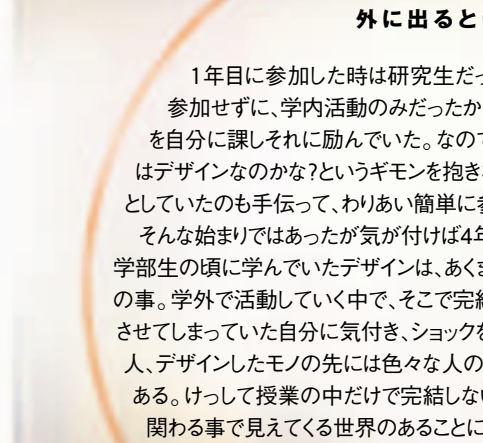 外に出ると
1年目に参加した時は研究生だっ
参加せずに、学内活動のみだったか
を自分に課しそれに励んでいた。なので
はデザインなのかな?というギモンを抱き
としていたのも手伝って、わりあい簡単に参
そんな始まりではあったが気が付けば4年
学部生の頃に学んでいたデザインは、あくま
の事。学外で活動していく中で、そこで完結
させてしまっていた自分に気付き、ショックを
人、デザインしたモノの先には色々な人の
ある。けっして授業の中だけで完結しない
関わる事で見えてくる世界のあることに